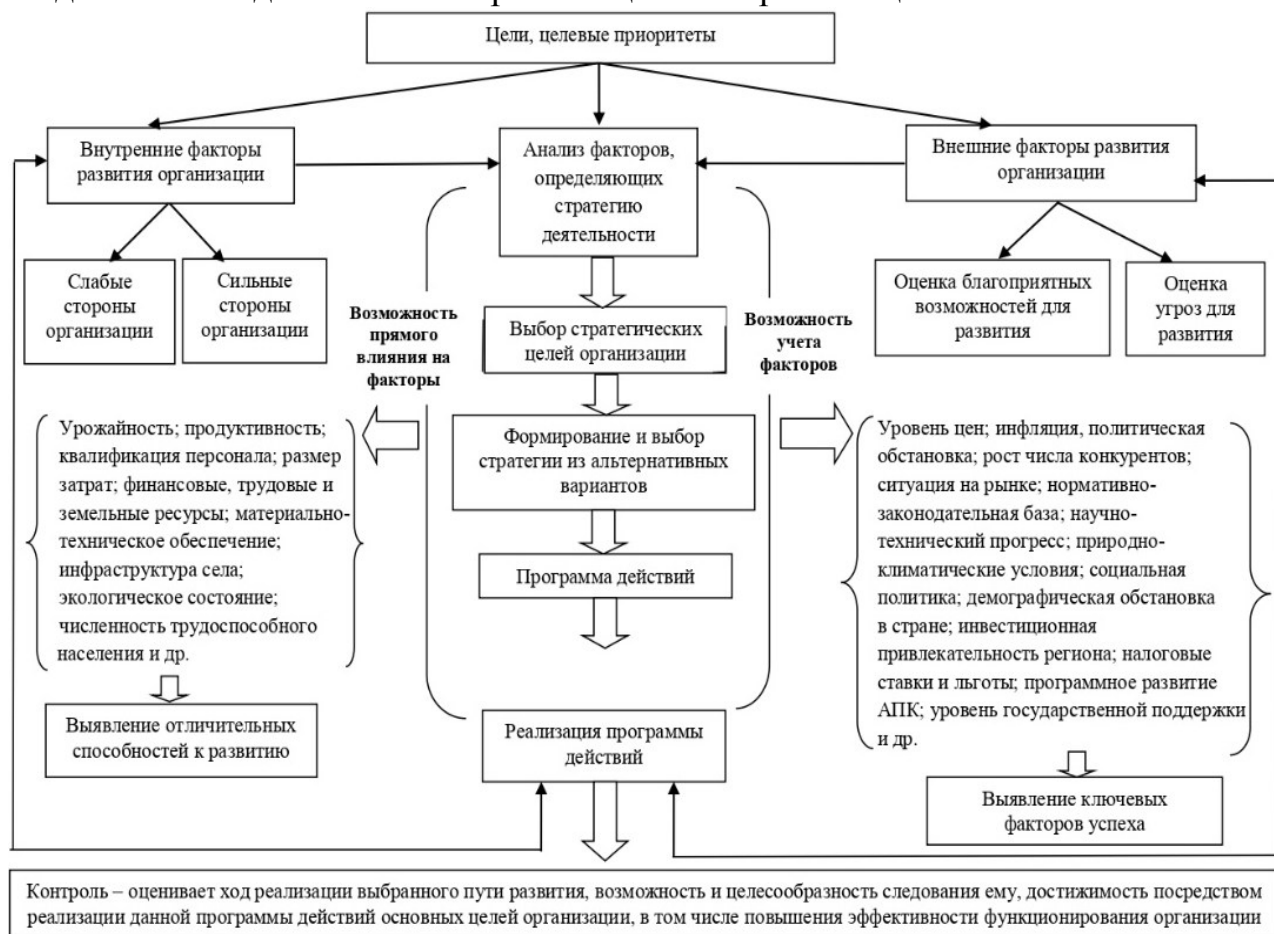 Цели, целевые приоритеты
Внутренние факторы
развития организации
Анализ факторов,
определяющих
стратегию
деятельности
Внешние факторы развития
организации
Слабые
стороны
организации
Сильные
стороны
организации
Оценка благоприятных
возможностей для
развития
Оценка
угроз для
развития
Возможность
прямого
влияния на
факторы
Выбор стратегических
целей организации
Возможность
учета
факторов
Урожайность; продуктивность;
квалификация персонала; размер
затрат; финансовые, трудовые и
земельные ресурсы; материально-
техническое обеспечение;
инфраструктура села;
экологическое состояние;
численность трудоспособного
населения и др.
Формирование и выбор
стратегии из альтернативных
вариантов
Программа действий
Уровень цен; инфляция, политическая
обстановка; рост числа конкурентов;
ситуация на рынке; нормативно-
законодательная база; научно-
технический прогресс; природно-
климатические условия; социальная
политика; демографическая обстановка
в стране; инвестиционная
привлекательность региона; налоговые
ставки и льготы; программное развитие
АПК; уровень государственной поддержки
и др.
Выявление отличительных
способностей к развитию
Реализация программы
действий
Выявление ключевых
факторов успеха
Контроль – оценивает ход реализации выбранного пути развития, возможность и целесообразность следования ему, достижимость посредством
реализации данной программы действий основных целей организации, в том числе повышения эффективности функционирования организации